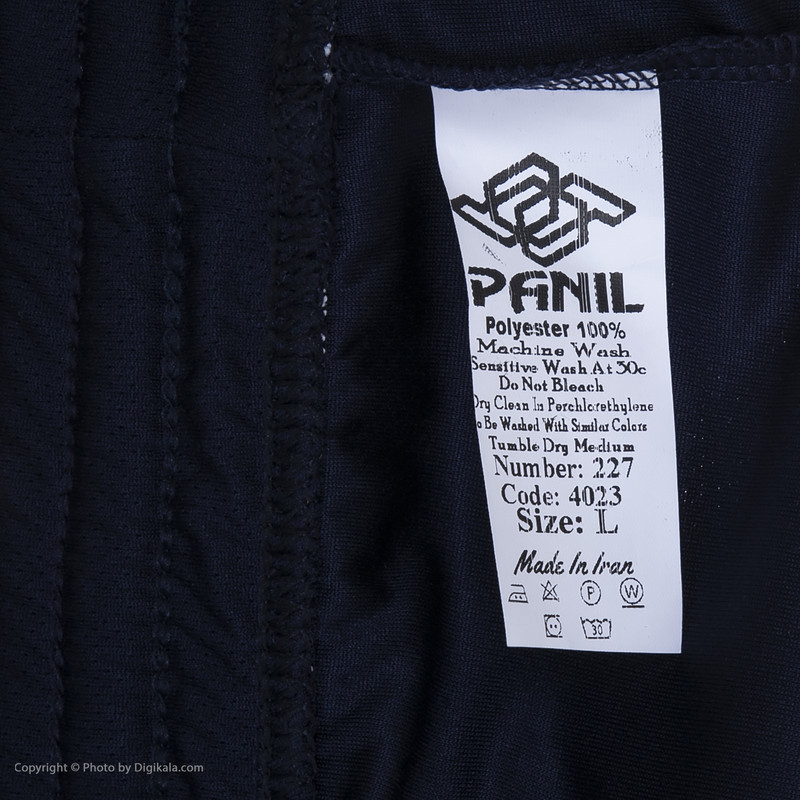 PANIL
Polyester 100%
Machine Wash
Sensitive Wash At 30c
Do Not Bleach
Dry Clean In Perchlorethylene
o Be Washed With Similar Colors
Tumble Dry Medium
Number: 227
Code: 4023
Size: L
Made In Iran
P W
30
Copyright © Photo by Digikala.com